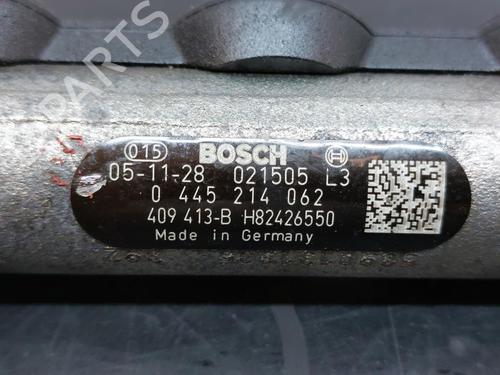 PARTS
015 BOSCH
05-11-28 021505 L3
0 445 214 062
409 413-B H82426550
Made in Germany